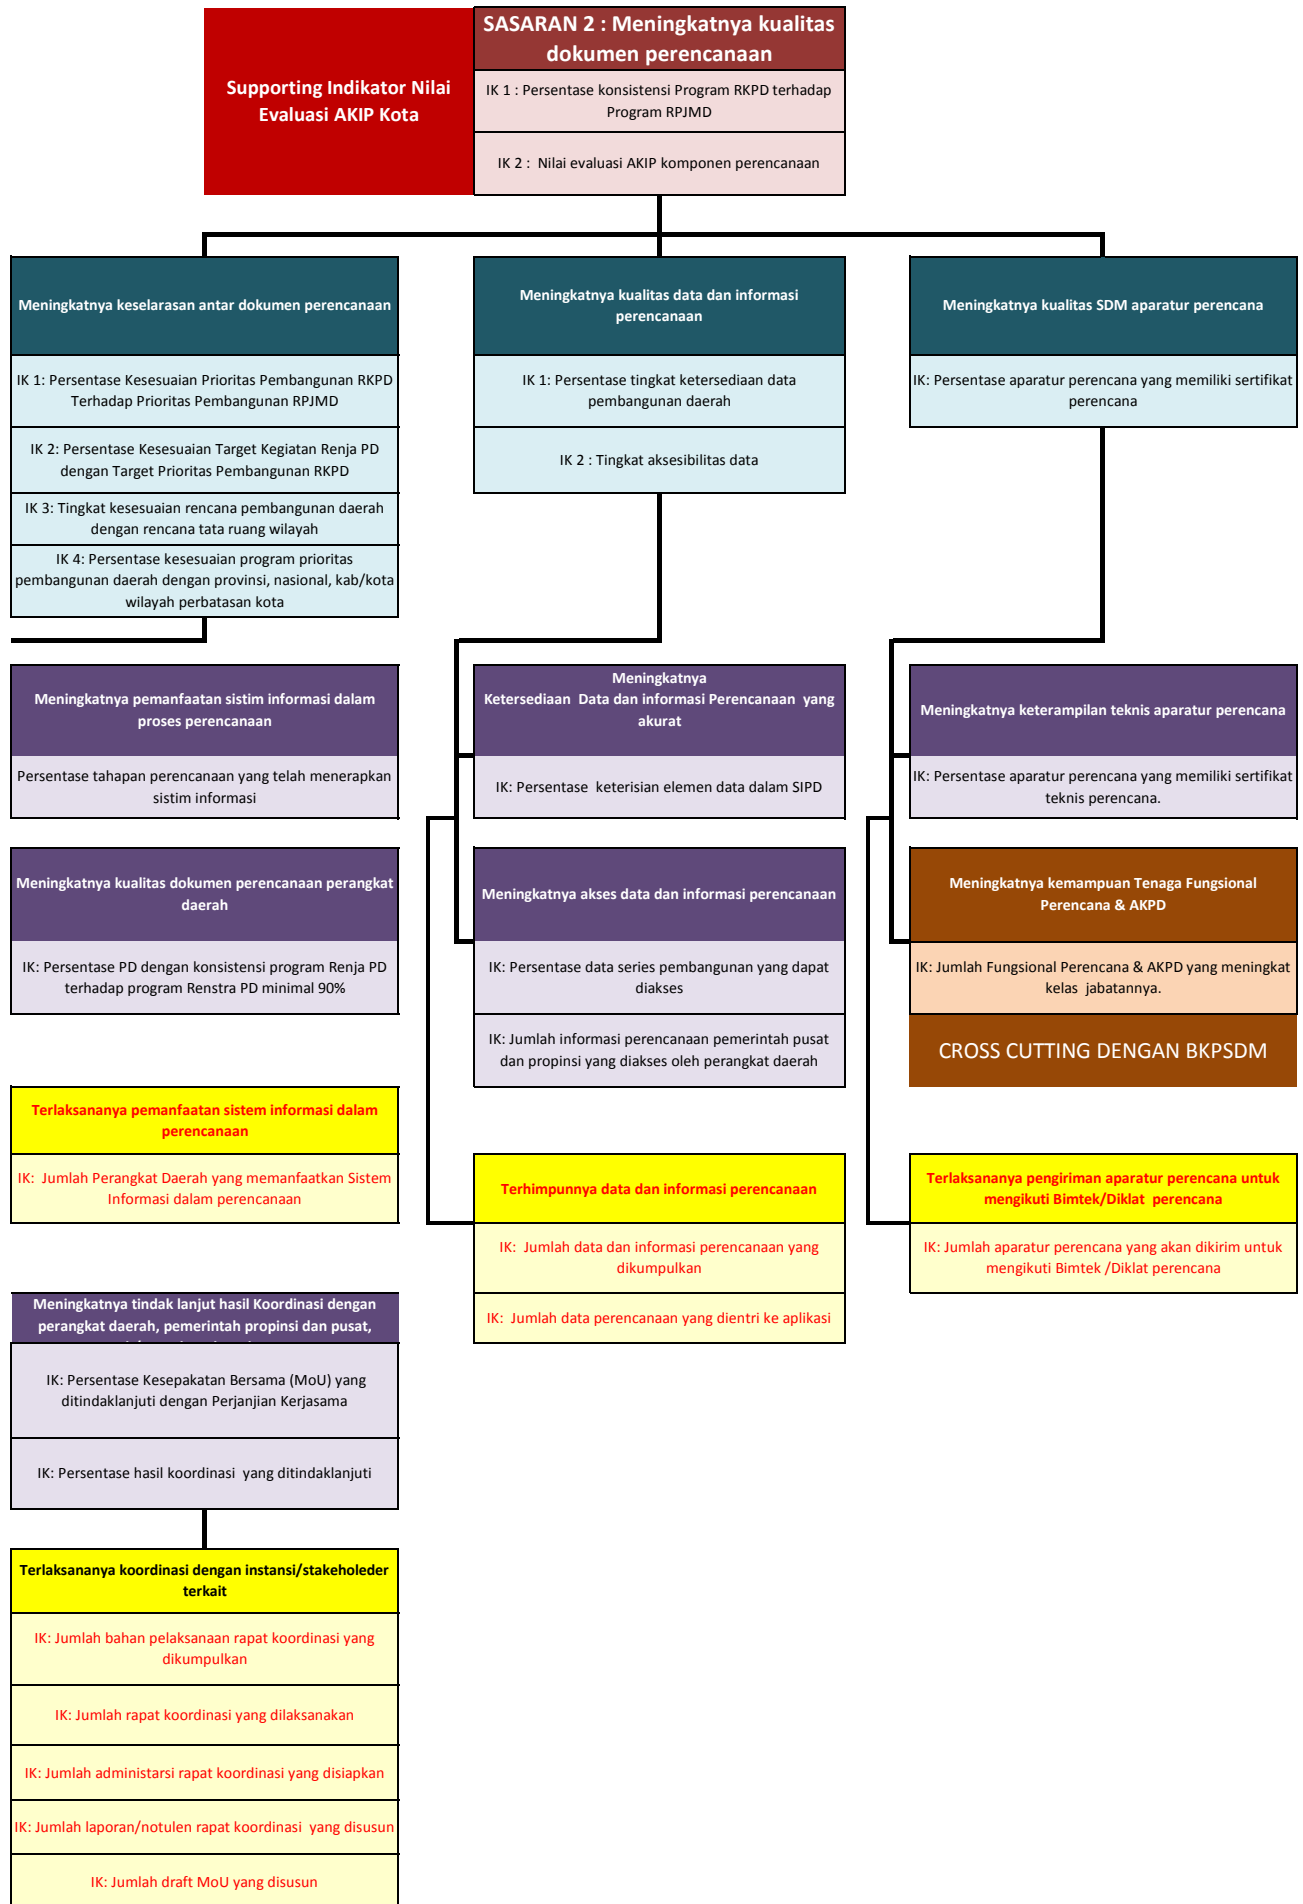 Supporting Indikator Nilai
Evaluasi AKIP Kota
SASARAN 2 : Meningkatnya kualitas
dokumen perencanaan
IK 1 : Persentase konsistensi Program RKPD terhadap
Program RPJMD
IK 2 : Nilai evaluasi AKIP komponen perencanaan
Meningkatnya keselarasan antar dokumen perencanaan
IK 1: Persentase Kesesuaian Prioritas Pembangunan RKPD
Terhadap Prioritas Pembangunan RPJMD
IK 2: Persentase Kesesuaian Target Kegiatan Renja PD
dengan Target Prioritas Pembangunan RKPD
IK 3: Tingkat kesesuaian rencana pembangunan daerah
dengan rencana tata ruang wilayah
IK 4: Persentase kesesuaian program prioritas
pembangunan daerah dengan provinsi, nasional, kab/kota
wilayah perbatasan kota
Meningkatnya kualitas data dan informasi
perencanaan
IK 1: Persentase tingkat ketersediaan data
pembangunan daerah
IK 2 : Tingkat aksesibilitas data
Meningkatnya kualitas SDM aparatur perencana
IK: Persentase aparatur perencana yang memiliki sertifikat
perencana
Meningkatnya pemanfaatan sistim informasi dalam
proses perencanaan
Persentase tahapan perencanaan yang telah menerapkan
sistim informasi
Meningkatnya kualitas dokumen perencanaan perangkat
daerah
IK: Persentase PD dengan konsistensi program Renja PD
terhadap program Renstra PD minimal 90%
Terlaksananya pemanfaatan sistem informasi dalam
perencanaan
IK: Jumlah Perangkat Daerah yang memanfaatkan Sistem
Informasi dalam perencanaan
Meningkatnya tindak lanjut hasil Koordinasi dengan
perangkat daerah, pemerintah propinsi dan pusat,
IK: Persentase Kesepakatan Bersama (MoU) yang
ditindaklanjuti dengan Perjanjian Kerjasama
IK: Persentase hasil koordinasi yang ditindaklanjuti
Terlaksananya koordinasi dengan instansi/stakeholeder
terkait
IK: Jumlah bahan pelaksanaan rapat koordinasi yang
dikumpulkan
IK: Jumlah rapat koordinasi yang dilaksanakan
IK: Jumlah administarsi rapat koordinasi yang disiapkan
IK: Jumlah laporan/notulen rapat koordinasi yang disusun
IK: Jumlah draft MoU yang disusun
Meningkatnya
Ketersediaan Data dan informasi Perencanaan yang
akurat
IK: Persentase keterisian elemen data dalam SIPD
Meningkatnya akses data dan informasi perencanaan
IK: Persentase data series pembangunan yang dapat
diakses
IK: Jumlah informasi perencanaan pemerintah pusat
dan propinsi yang diakses oleh perangkat daerah
Terhimpunnya data dan informasi perencanaan
IK: Jumlah data dan informasi perencanaan yang
dikumpulkan
IK: Jumlah data perencanaan yang dientri ke aplikasi
Meningkatnya keterampilan teknis aparatur perencana
IK: Persentase aparatur perencana yang memiliki sertifikat
teknis perencana.
Meningkatnya kemampuan Tenaga Fungsional
Perencana & AKPD
IK: Jumlah Fungsional Perencana & AKPD yang meningkat
kelas jabatannya.
CROSS CUTTING DENGAN BKPSDM
Terlaksananya pengiriman aparatur perencana untuk
mengikuti Bimtek/Diklat perencana
IK: Jumlah aparatur perencana yang akan dikirim untuk
mengikuti Bimtek /Diklat perencana